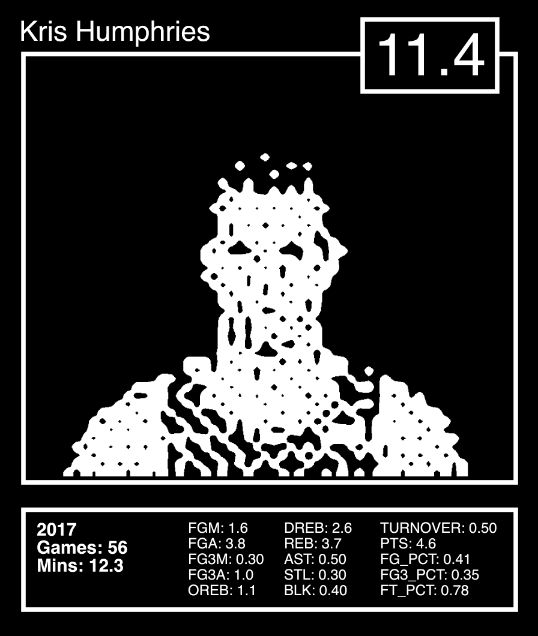 Kris Humphries
11.4
2017
Games: 56
Mins: 12.3
FGM: 1.6
FGA: 3.8
FG3M: 0.30
FG3A: 1.0
OREB: 1.1
DREB: 2.6
REB: 3.7
AST: 0.50
STL: 0.30
BLK: 0.40
TURNOVER: 0.50
PTS: 4.6
FG_PCT: 0.41
FG3_PCT: 0.35
FT_PCT: 0.78